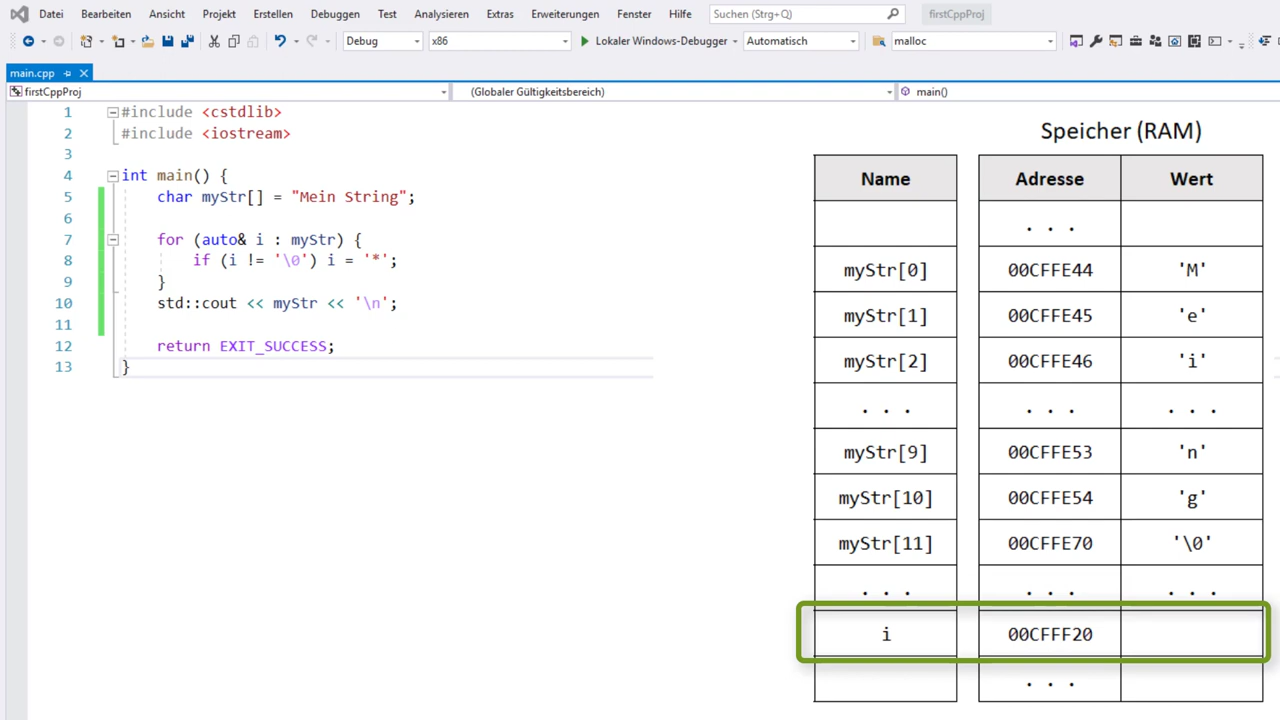 Datei Bearbeiten Ansicht Projekt Erstellen Debuggen Test Analysieren Extras Erweiterungen Fenster Hilfe Suchen (Strg+Q) firstCppProj
Debug x86 Lokaler Windows-Debugger Automatisch malloc
main.cpp
firstCppProj (Globaler Gültigkeitsbereich) main()
1 #include <cstdlib>
2 #include <iostream>
3
4 int main() {
5 char myStr[] = "Mein String";
6
7 for (auto& i : myStr) {
8 if (i != '\0') i = '*';
9 }
10 std::cout << myStr << '\n';
11
12 return EXIT_SUCCESS;
13 }
Speicher (RAM)
Name Adresse Wert
. . .
myStr[0] 00CFFE44 'M'
myStr[1] 00CFFE45 'e'
myStr[2] 00CFFE46 'i'
. . . . . . . . .
myStr[9] 00CFFE53 'n'
myStr[10] 00CFFE54 'g'
myStr[11] 00CFFE70 '\0'
. . . . . . . . .
i 00CFFF20
. . .